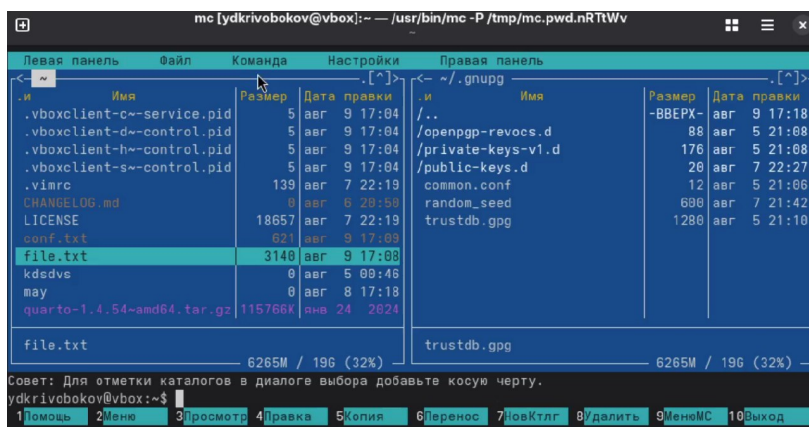 mc [ydkrivobokov@vbox]:~ — /usr/bin/mc -P /tmp/mc.pwd.nRTtWv
~
Левая панель Файл Команда Настройки Правая панель
<- ~ .[^]> <- ~/.gnupg .[^]>
.и Имя Размер Дата правки .и Имя Размер Дата правки
.vboxclient-c~-service.pid 5 авг 9 17:04 /.. -ВВЕРХ- авг 9 17:18
.vboxclient-d~-control.pid 5 авг 9 17:04 /openpgp-revocs.d 88 авг 5 21:08
.vboxclient-h~-control.pid 5 авг 9 17:04 /private-keys-v1.d 176 авг 5 21:08
.vboxclient-s~-control.pid 5 авг 9 17:04 /public-keys.d 20 авг 7 22:27
.vimrc 139 авг 7 22:19 common.conf 12 авг 5 21:06
CHANGELOG.md 0 авг 6 20:50 random_seed 600 авг 7 21:42
LICENSE 18657 авг 7 22:19 trustdb.gpg 1280 авг 5 21:10
conf.txt 621 авг 9 17:09
file.txt 3140 авг 9 17:08
kdsdvs 0 авг 5 00:46
may 0 авг 8 17:18
quarto-1.4.54~amd64.tar.gz 115766K янв 24 2024
file.txt trustdb.gpg
6265M / 19G (32%) 6265M / 19G (32%)
Совет: Для отметки каталогов в диалоге выбора добавьте косую черту.
ydkrivobokov@vbox:~$
1Помощь 2Меню 3Просмотр 4Правка 5Копия 6Перенос 7НовКтлг 8Удалить 9МенюМС 10Выход